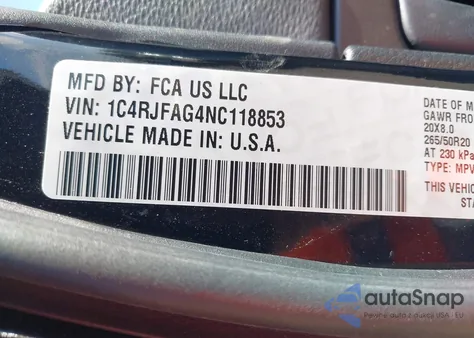 MFD BY: FCA US LLC
VIN: 1C4RJFAG4NC118853
VEHICLE MADE IN: U.S.A.
DATE OF M
GAWR FRO
20X8.0
265/50R20
AT 230 kPa
TYPE: MPV
THIS VEHIC
STA
autoSnap